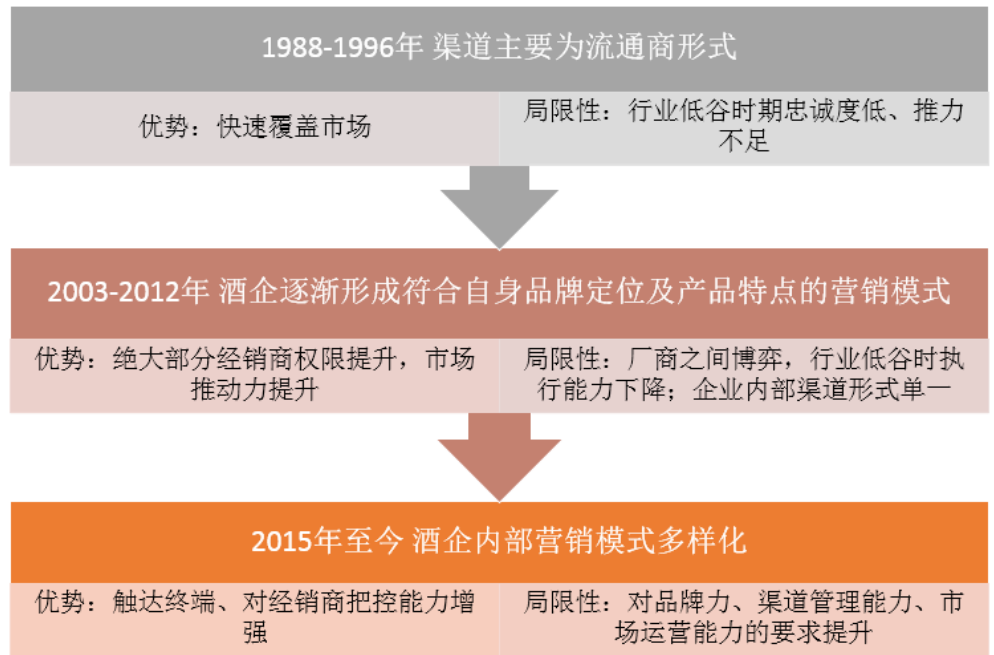 1988-1996年 渠道主要为流通商形式
优势：快速覆盖市场
局限性：行业低谷时期忠诚度低、推力
不足
2003-2012年 酒企逐渐形成符合自身品牌定位及产品特点的营销模式
优势：绝大部分经销商权限提升，市场
推动力提升
局限性：厂商之间博弈，行业低谷时执
行能力下降；企业内部渠道形式单一
2015年至今 酒企内部营销模式多样化
优势：触达终端、对经销商把控能力增
强
局限性：对品牌力、渠道管理能力、市
场运营能力的要求提升